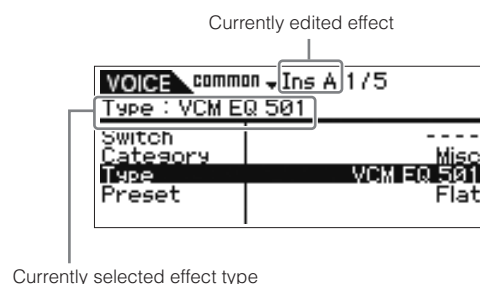 Currently edited effect
VOICE common Ins A 1/5
Type : VCM EQ 501
Switch ----
Category Misc
Type VCM EQ 501
Preset Flat
Currently selected effect type